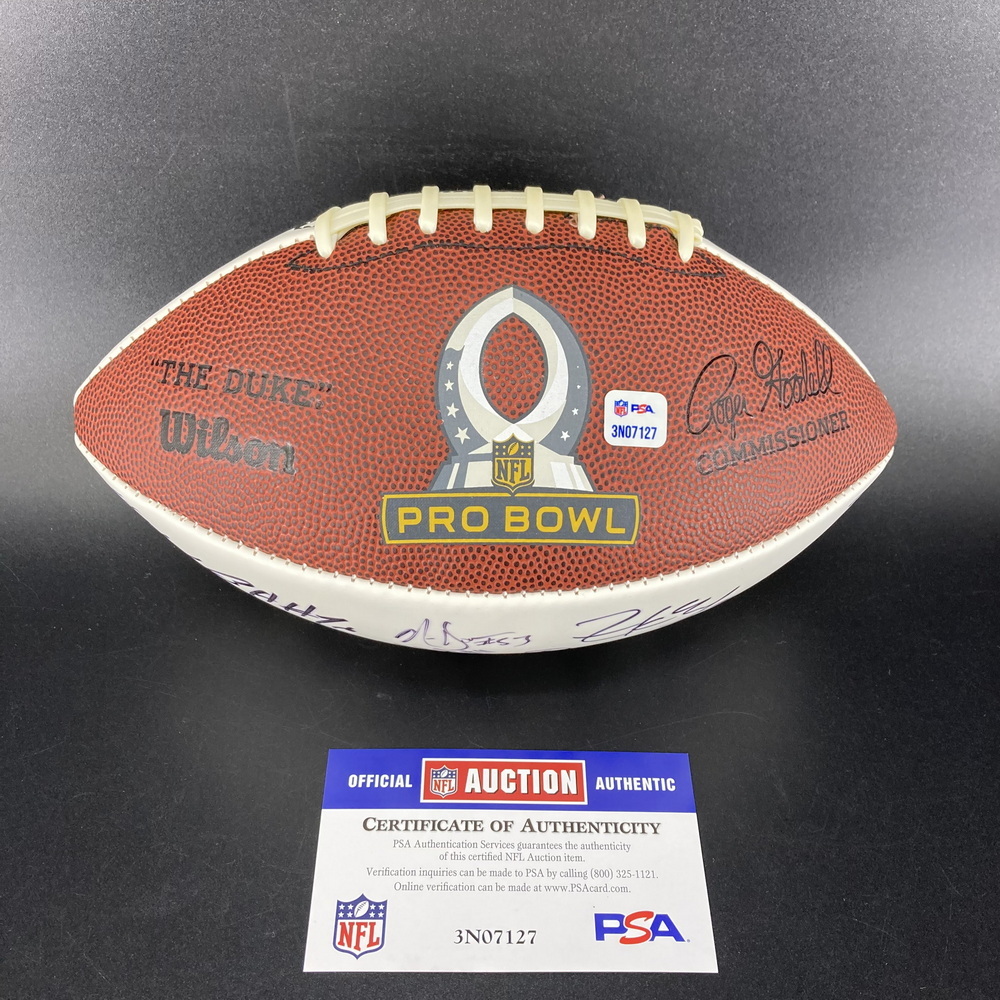 "THE DUKE"
Wilson
NFL
PRO BOWL
NFL PSA
3N07127
Roger Goodell
COMMISSIONER
OFFICIAL NFL AUCTION AUTHENTIC
CERTIFICATE OF AUTHENTICITY
PSA Authentication Services guarantees the authenticity
of this certified NFL Auction item.
Verification inquiries can be made to PSA by calling (800) 325-1121.
Online verification can be made at www.PSAcard.com.
NFL
3N07127
PSA